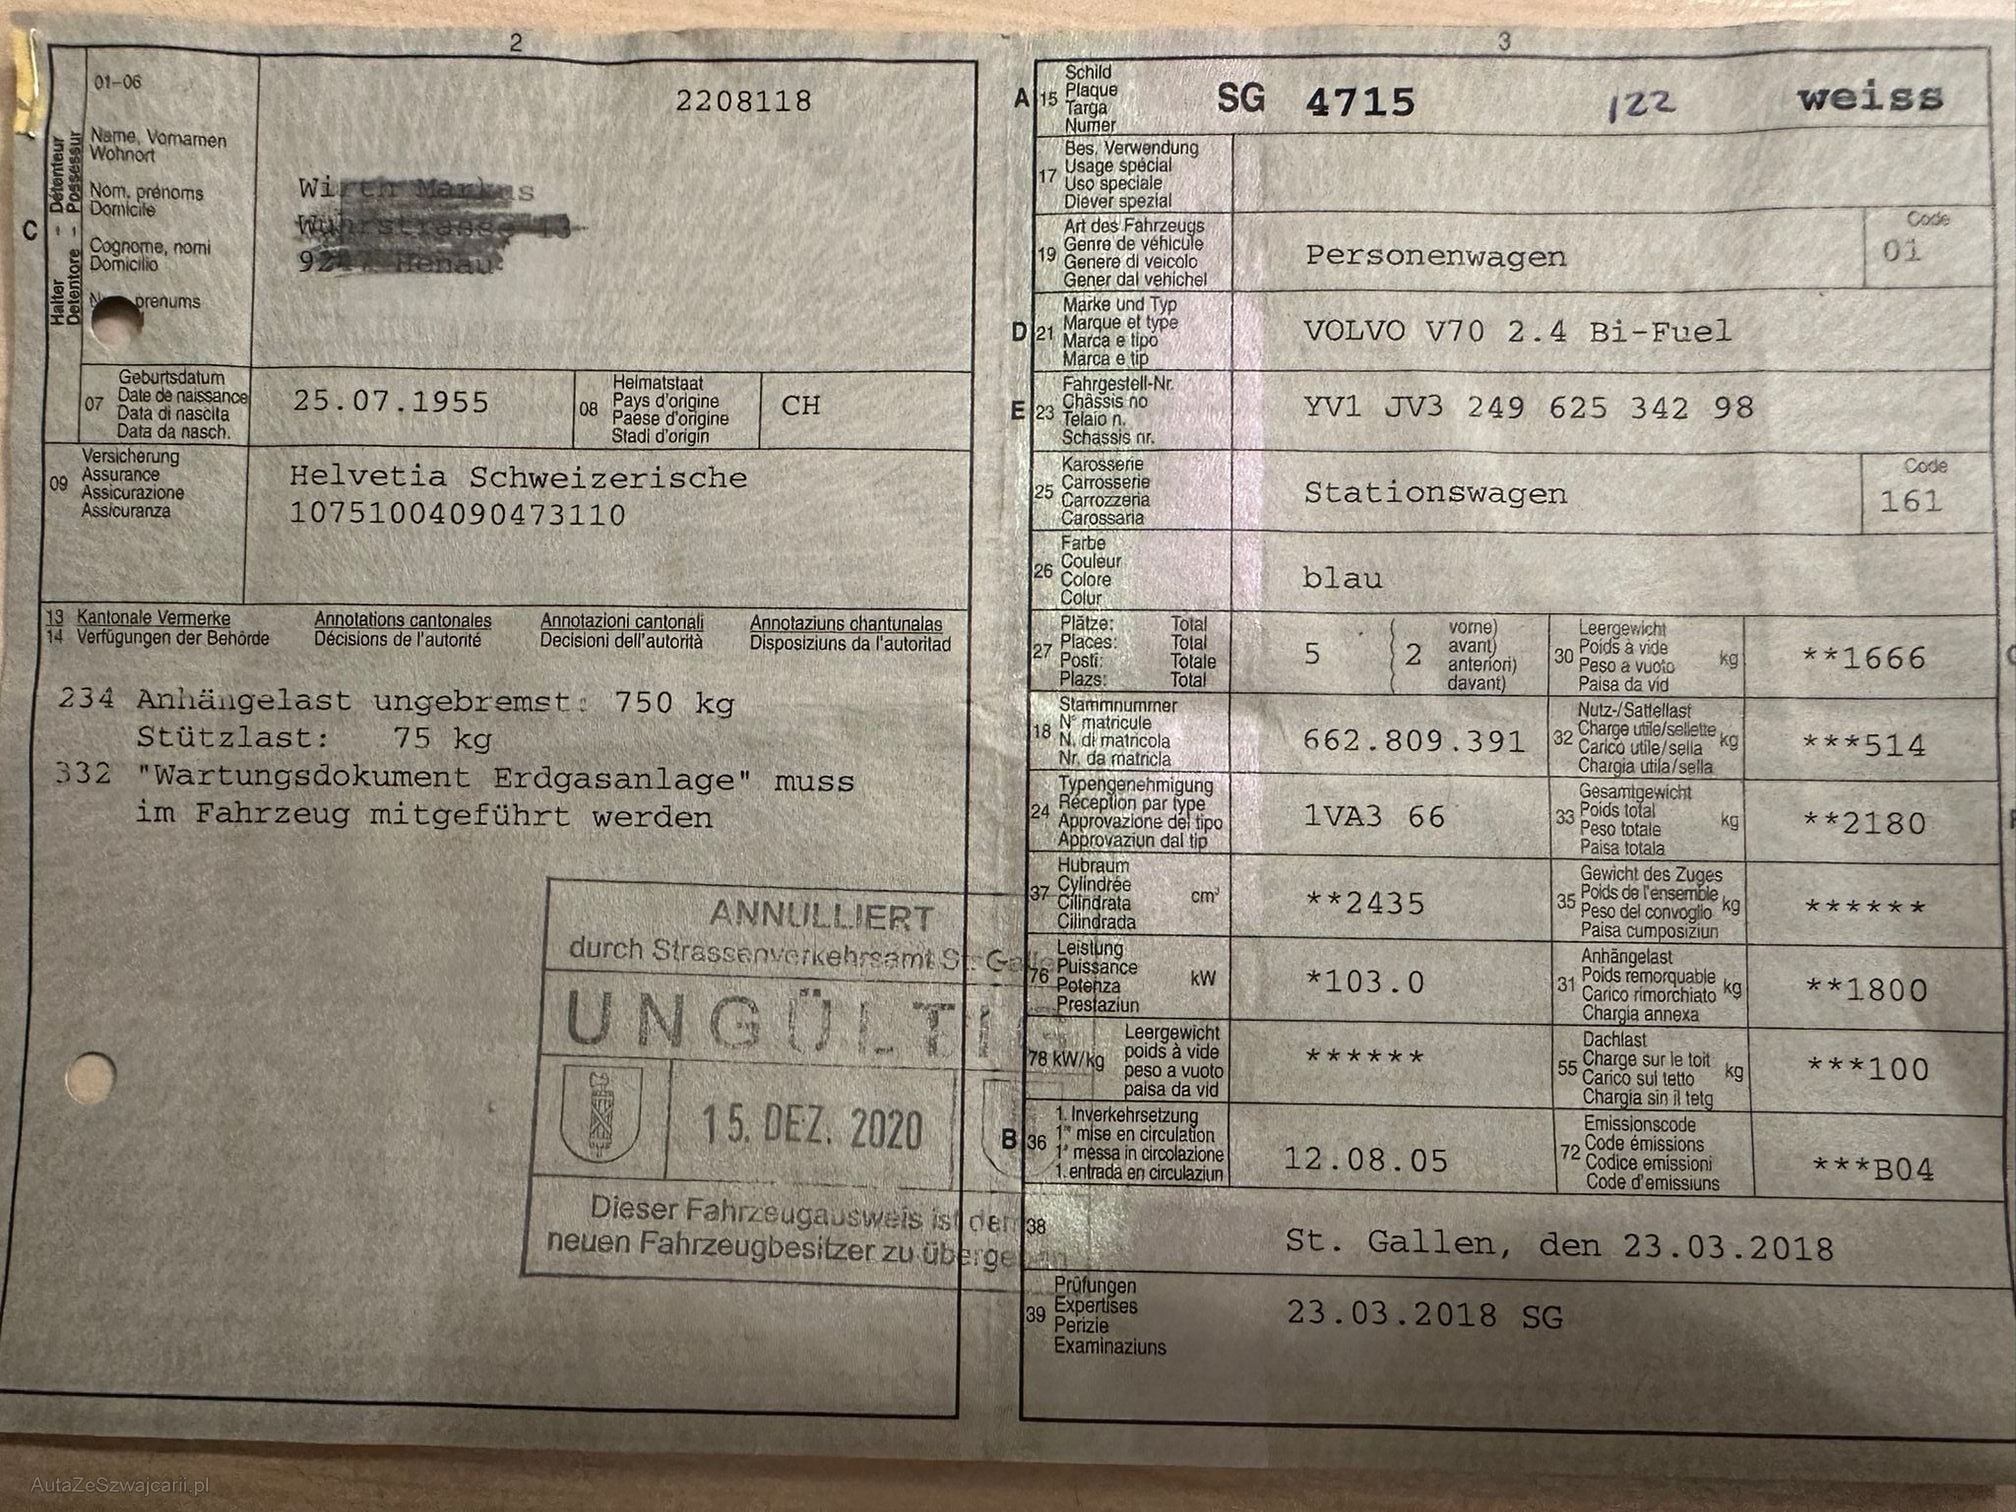 2
01-06
2208118
Halter - Détenteur
Detentore - Possessur
C
Name, Vornamen
Wohnort
Nom, prénoms
Domicile
Cognome, nomi
Domicilio
prenums
07 Geburtsdatum
Date de naissance
Data di nascita
Data da nasch.
25.07.1955
08 Heimatstaat
Pays d'origine
Paese d'origine
Stadi d'origin
CH
09 Versicherung
Assurance
Assicurazione
Assicuranza
Helvetia Schweizerische
10751004090473110
13 Kantonale Vermerke Annotations cantonales Annotazioni cantonali Annotaziuns chantunalas
14 Verfügungen der Behörde Décisions de l'autorité Decisioni dell'autorità Disposiziuns da l'autoritad
234 Anhängelast ungebremst: 750 kg
Stützlast: 75 kg
332 "Wartungsdokument Erdgasanlage" muss
im Fahrzeug mitgeführt werden
ANNULLIERT
durch Strassenverkehrsamt St. Ga
UNGÜLTI
15. DEZ. 2020
Dieser Fahrzeugausweis ist dem
neuen Fahrzeugbesitzer zu überge
3
A 15 Schild
Plaque
Targa
Numer
SG 4715 122 weiss
17 Bes. Verwendung
Usage spécial
Uso speciale
Diever spezial
19 Art des Fahrzeugs
Genre de véhicule
Genere di veicolo
Gener dal vehichel
Personenwagen
Code
01
D 21 Marke und Typ
Marque et type
Marca e tipo
Marca e tip
VOLVO V70 2.4 Bi-Fuel
E 23 Fahrgestell-Nr.
Châssis no
Telaio n.
Schassis nr.
YV1 JV3 249 625 342 98
25 Karosserie
Carrosserie
Carrozzeria
Carossaria
Stationswagen
Code
161
26 Farbe
Couleur
Colore
Colur
blau
27 Plätze: Total
Places: Total
Posti: Totale
Plazs: Total
5 ( 2 vorne)
avant)
anteriori)
davant)
30 Leergewicht
Poids à vide
Peso a vuoto kg
Paisa da vid
**1666
18 Stammnummer
N° matricule
N. di matricola
Nr. da matricla
662.809.391
32 Nutz-/Sattellast
Charge utile/sellette
Carico utile/sella kg
Chargia utila/sella
***514
24 Typengenehmigung
Réception par type
Approvazione del tipo
Approvaziun dal tip
1VA3 66
33 Gesamtgewicht
Poids total
Peso totale kg
Paisa totala
**2180
37 Hubraum
Cylindrée
Cilindrata cm³
Cilindrada
**2435
35 Gewicht des Zuges
Poids de l'ensemble
Peso del convoglio kg
Paisa cumposiziun
******
76 Leistung
Puissance
Potenza kW
Prestaziun
*103.0
31 Anhängelast
Poids remorquable
Carico rimorchiato kg
Chargia annexa
**1800
78 kW/kg Leergewicht
poids à vide
peso a vuoto
paisa da vid
******
55 Dachlast
Charge sur le toit
Carico sul tetto kg
Chargia sin il tetg
***100
B 36 1. Inverkehrsetzung
1re mise en circulation
1a messa in circolazione
1. entrada en circulaziun
12.08.05
72 Emissionscode
Code émissions
Codice emissioni
Code d'emissiuns
***B04
38
St. Gallen, den 23.03.2018
39 Prüfungen
Expertises
Perizie
Examinaziuns
23.03.2018 SG
AutaZeSzwajcarii.pl